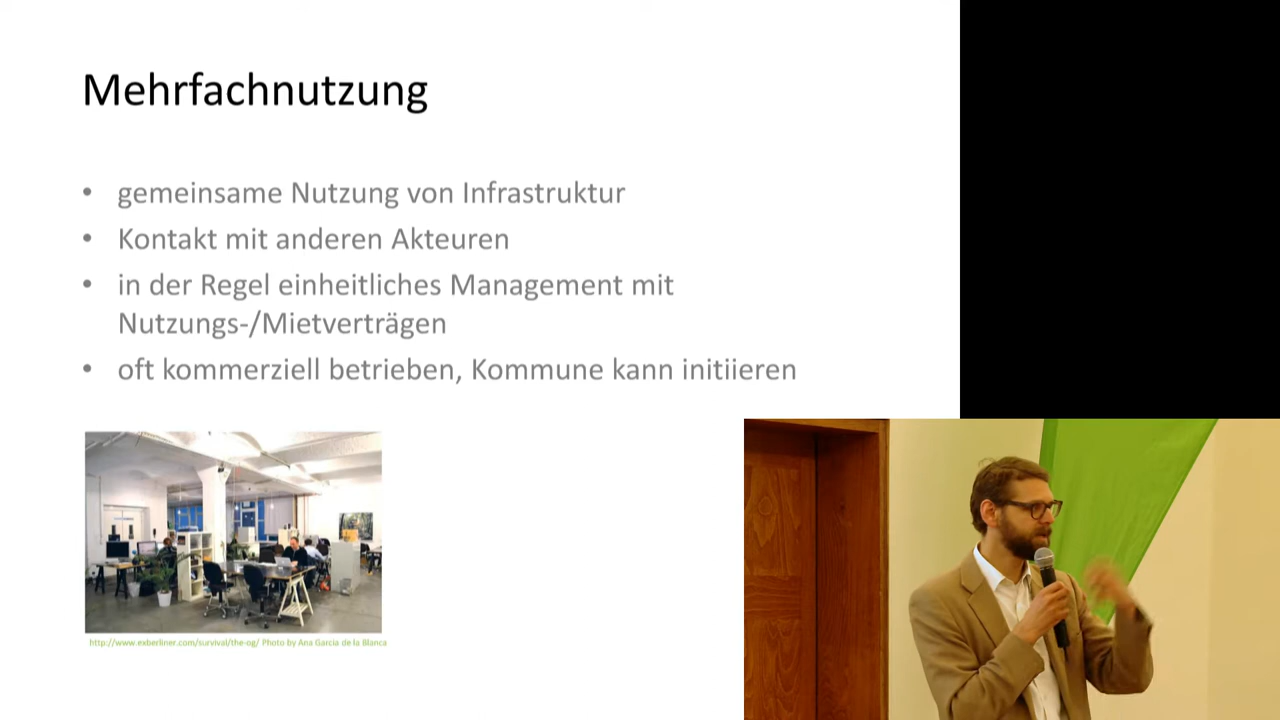 Mehrfachnutzung
• gemeinsame Nutzung von Infrastruktur
• Kontakt mit anderen Akteuren
• in der Regel einheitliches Management mit
Nutzungs-/Mietverträgen
• oft kommerziell betrieben, Kommune kann initiieren
http://www.exberliner.com/survival/the-og/ Photo by Ana Garcia de la Blanca